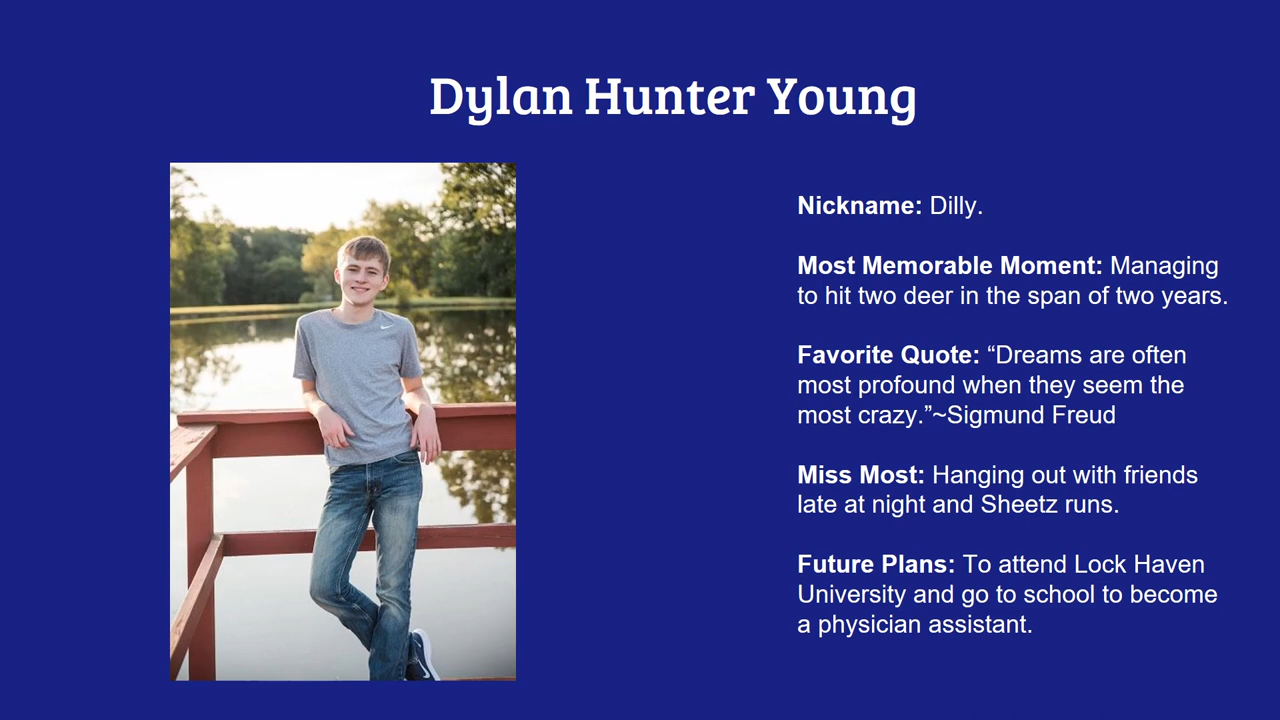 Dylan Hunter Young
Nickname: Dilly.
Most Memorable Moment: Managing
to hit two deer in the span of two years.
Favorite Quote: “Dreams are often
most profound when they seem the
most crazy.”~Sigmund Freud
Miss Most: Hanging out with friends
late at night and Sheetz runs.
Future Plans: To attend Lock Haven
University and go to school to become
a physician assistant.